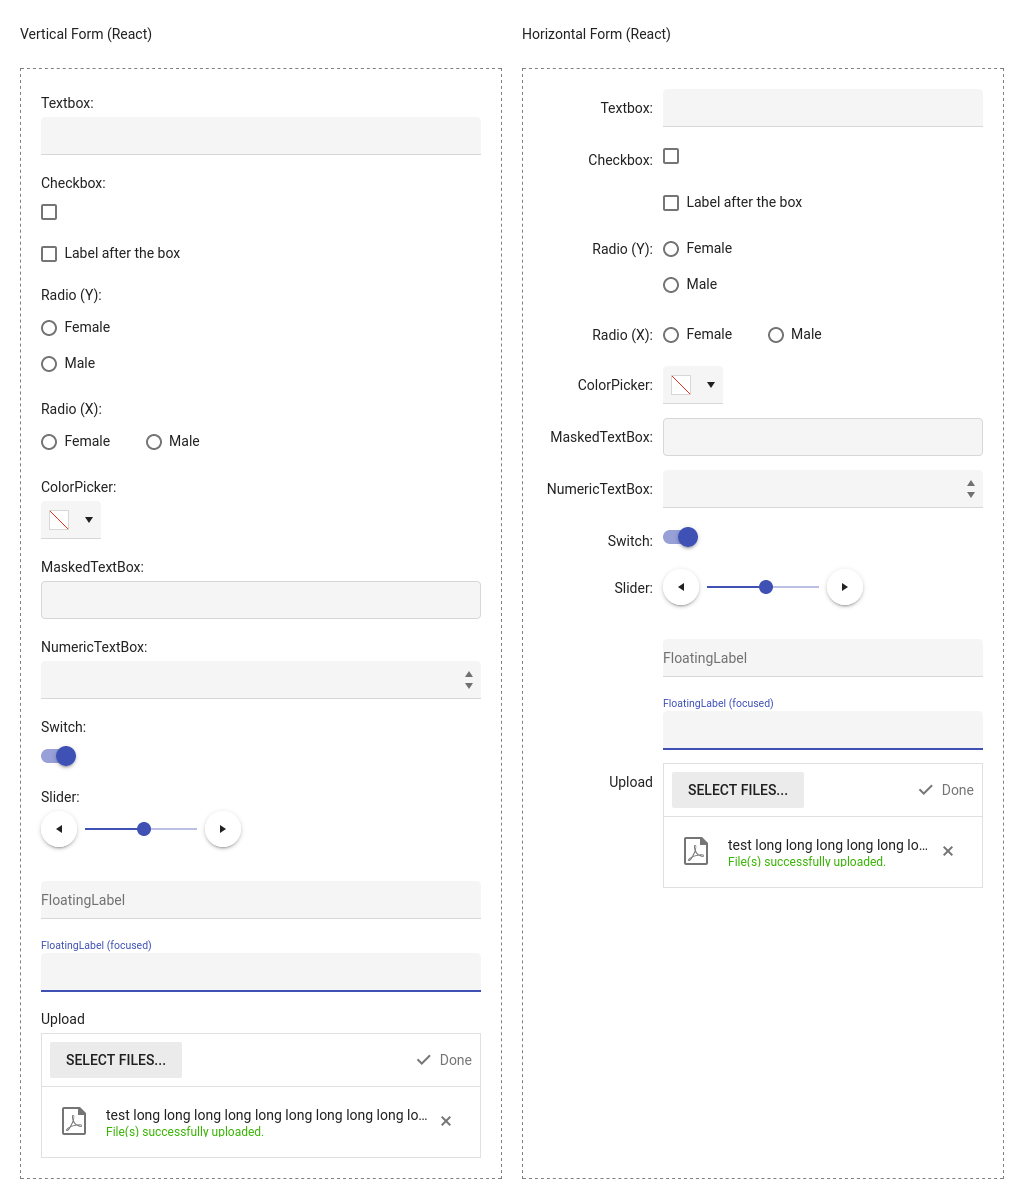 Vertical Form (React)
Textbox:
Checkbox:
Label after the box
Radio (Y):
Female
Male
Radio (X):
Female Male
ColorPicker:
MaskedTextBox:
NumericTextBox:
Switch:
Slider:
FloatingLabel
FloatingLabel (focused)
Upload
SELECT FILES... Done
test long long long long long long long long long lo...
File(s) successfully uploaded.
Horizontal Form (React)
Textbox:
Checkbox:
Label after the box
Radio (Y): Female
Male
Radio (X): Female Male
ColorPicker:
MaskedTextBox:
NumericTextBox:
Switch:
Slider:
FloatingLabel
FloatingLabel (focused)
Upload SELECT FILES... Done
test long long long long long lo...
File(s) successfully uploaded.